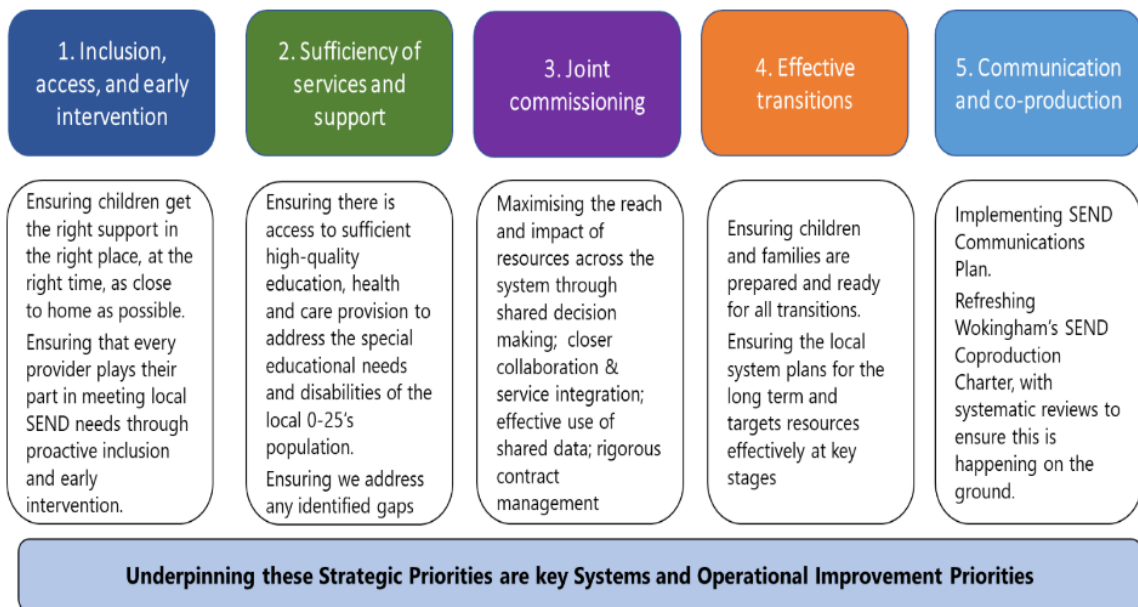 1. Inclusion,
access, and early
intervention
2. Sufficiency of
services and
support
3. Joint
commissioning
4. Effective
transitions
5. Communication
and co-production
Ensuring children get
the right support in
the right place, at the
right time, as close
to home as possible.
Ensuring that every
provider plays their
part in meeting local
SEND needs through
proactive inclusion
and early
intervention.
Ensuring there is
access to sufficient
high-quality
education, health
and care provision to
address the special
educational needs
and disabilities of the
local 0-25's
population.
Ensuring we address
any identified gaps
Maximising the reach
and impact of
resources across the
system through
shared decision
making; closer
collaboration &
service integration;
effective use of
shared data; rigorous
contract
management
Ensuring children
and families are
prepared and ready
for all transitions.
Ensuring the local
system plans for the
long term and
targets resources
effectively at key
stages
Implementing SEND
Communications
Plan.
Refreshing
Wokingham's SEND
Coproduction
Charter, with
systematic reviews to
ensure this is
happening on the
ground.
Underpinning these Strategic Priorities are key Systems and Operational Improvement Priorities